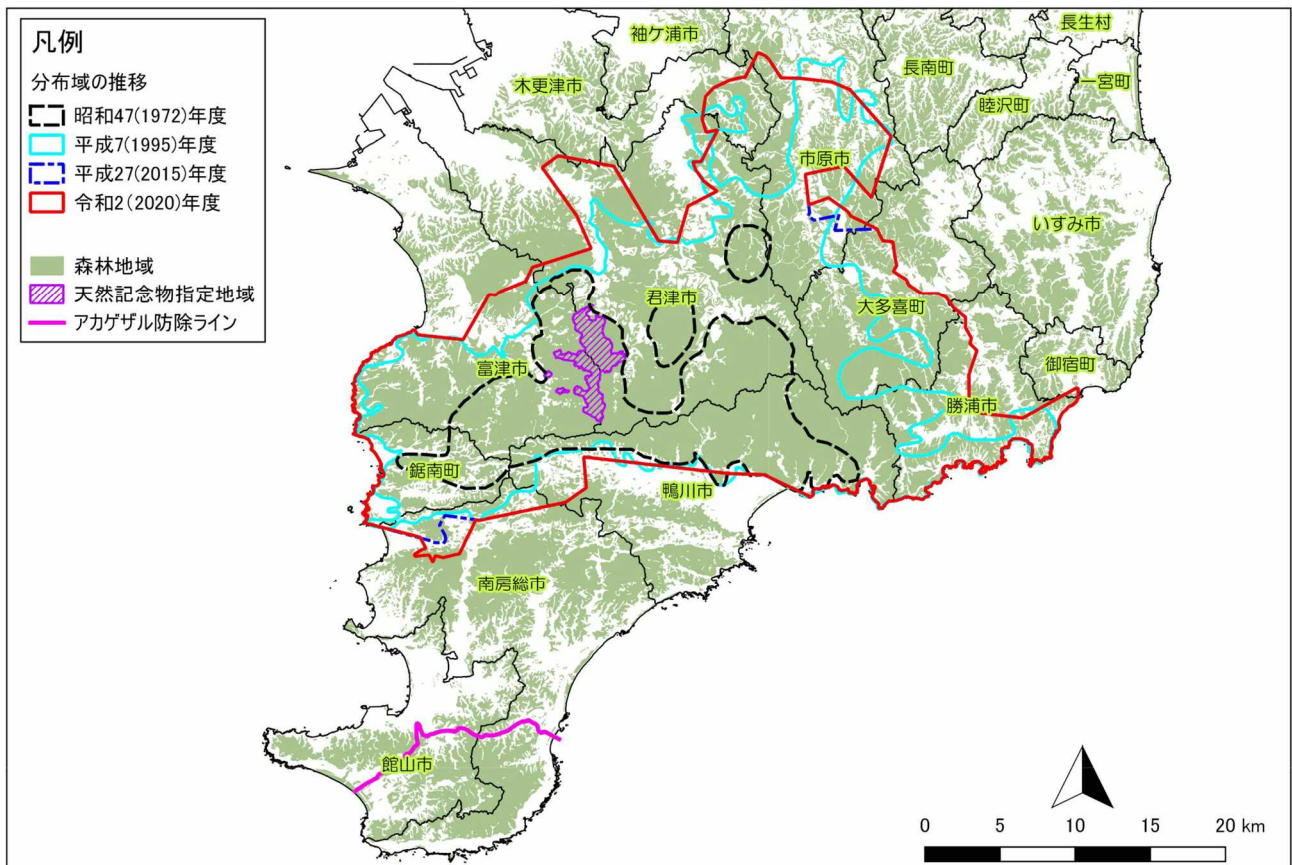 凡例
分布域の推移
昭和47(1972)年度
平成7(1995)年度
平成27(2015)年度
令和2(2020)年度
森林地域
天然記念物指定地域
アカゲザル防除ライン
長生村
袖ケ浦市
長南町
一宮町
木更津市
睦沢町
市原市
いすみ市
君津市
大多喜町
富津市
御宿町
勝浦市
鋸南町
鴨川市
南房総市
館山市
0 5 10 15 20 km